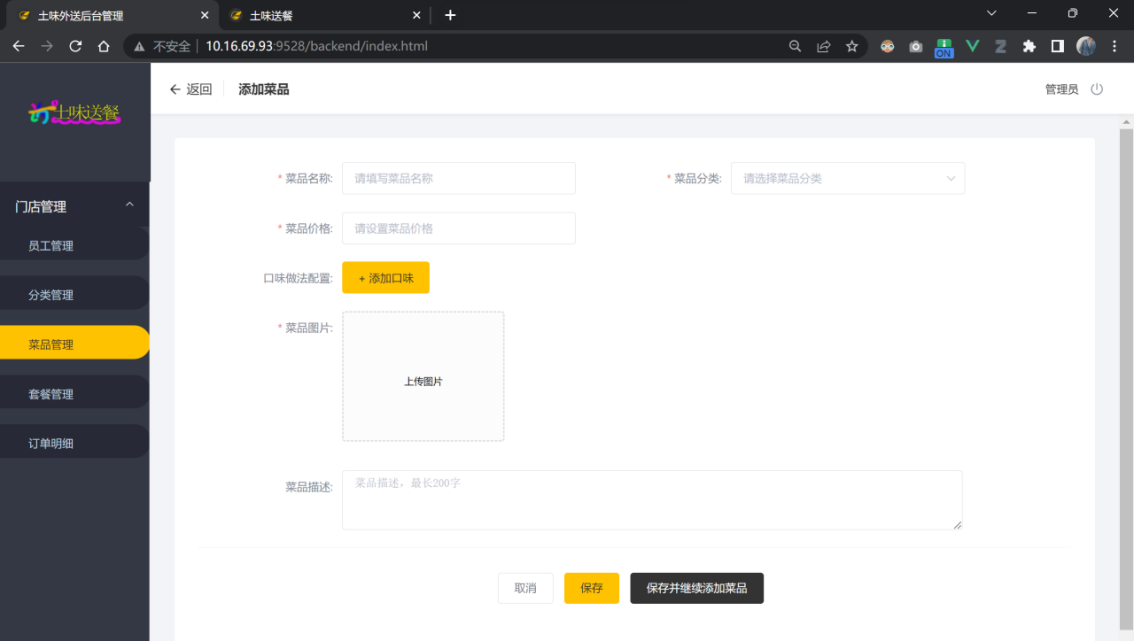 土味外送后台管理
土味送餐
不安全 10.16.69.93:9528/backend/index.html
ON
土味送餐
返回 添加菜品 管理员
门店管理
员工管理
分类管理
菜品管理
套餐管理
订单明细
* 菜品名称: 请填写菜品名称 * 菜品分类: 请选择菜品分类
* 菜品价格: 请设置菜品价格
口味做法配置: + 添加口味
* 菜品图片:
上传图片
菜品描述: 菜品描述，最长200字
取消 保存 保存并继续添加菜品